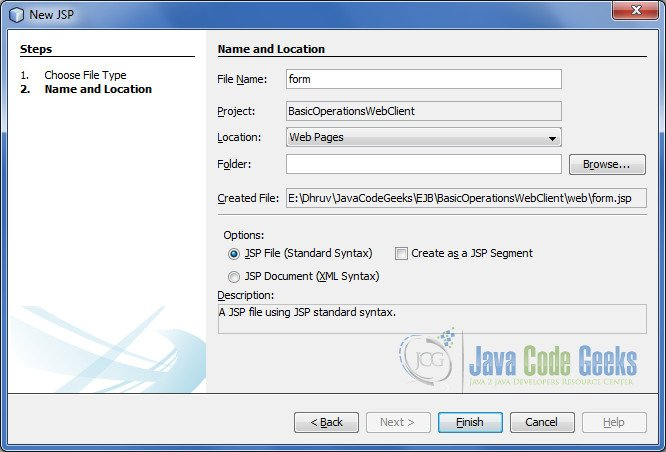 New JSP
Steps
1. Choose File Type
2. Name and Location
Name and Location
File Name: form
Project: BasicOperationsWebClient
Location: Web Pages
Folder: Browse...
Created File: E:\Dhruv\JavaCodeGeeks\EJB\BasicOperationsWebClient\web\form.jsp
Options:
JSP File (Standard Syntax) Create as a JSP Segment
JSP Document (XML Syntax)
Description:
A JSP file using JSP standard syntax.
JCG Java Code Geeks
JAVA 2 JAVA DEVELOPERS RESOURCE CENTER
< Back Next > Finish Cancel Help